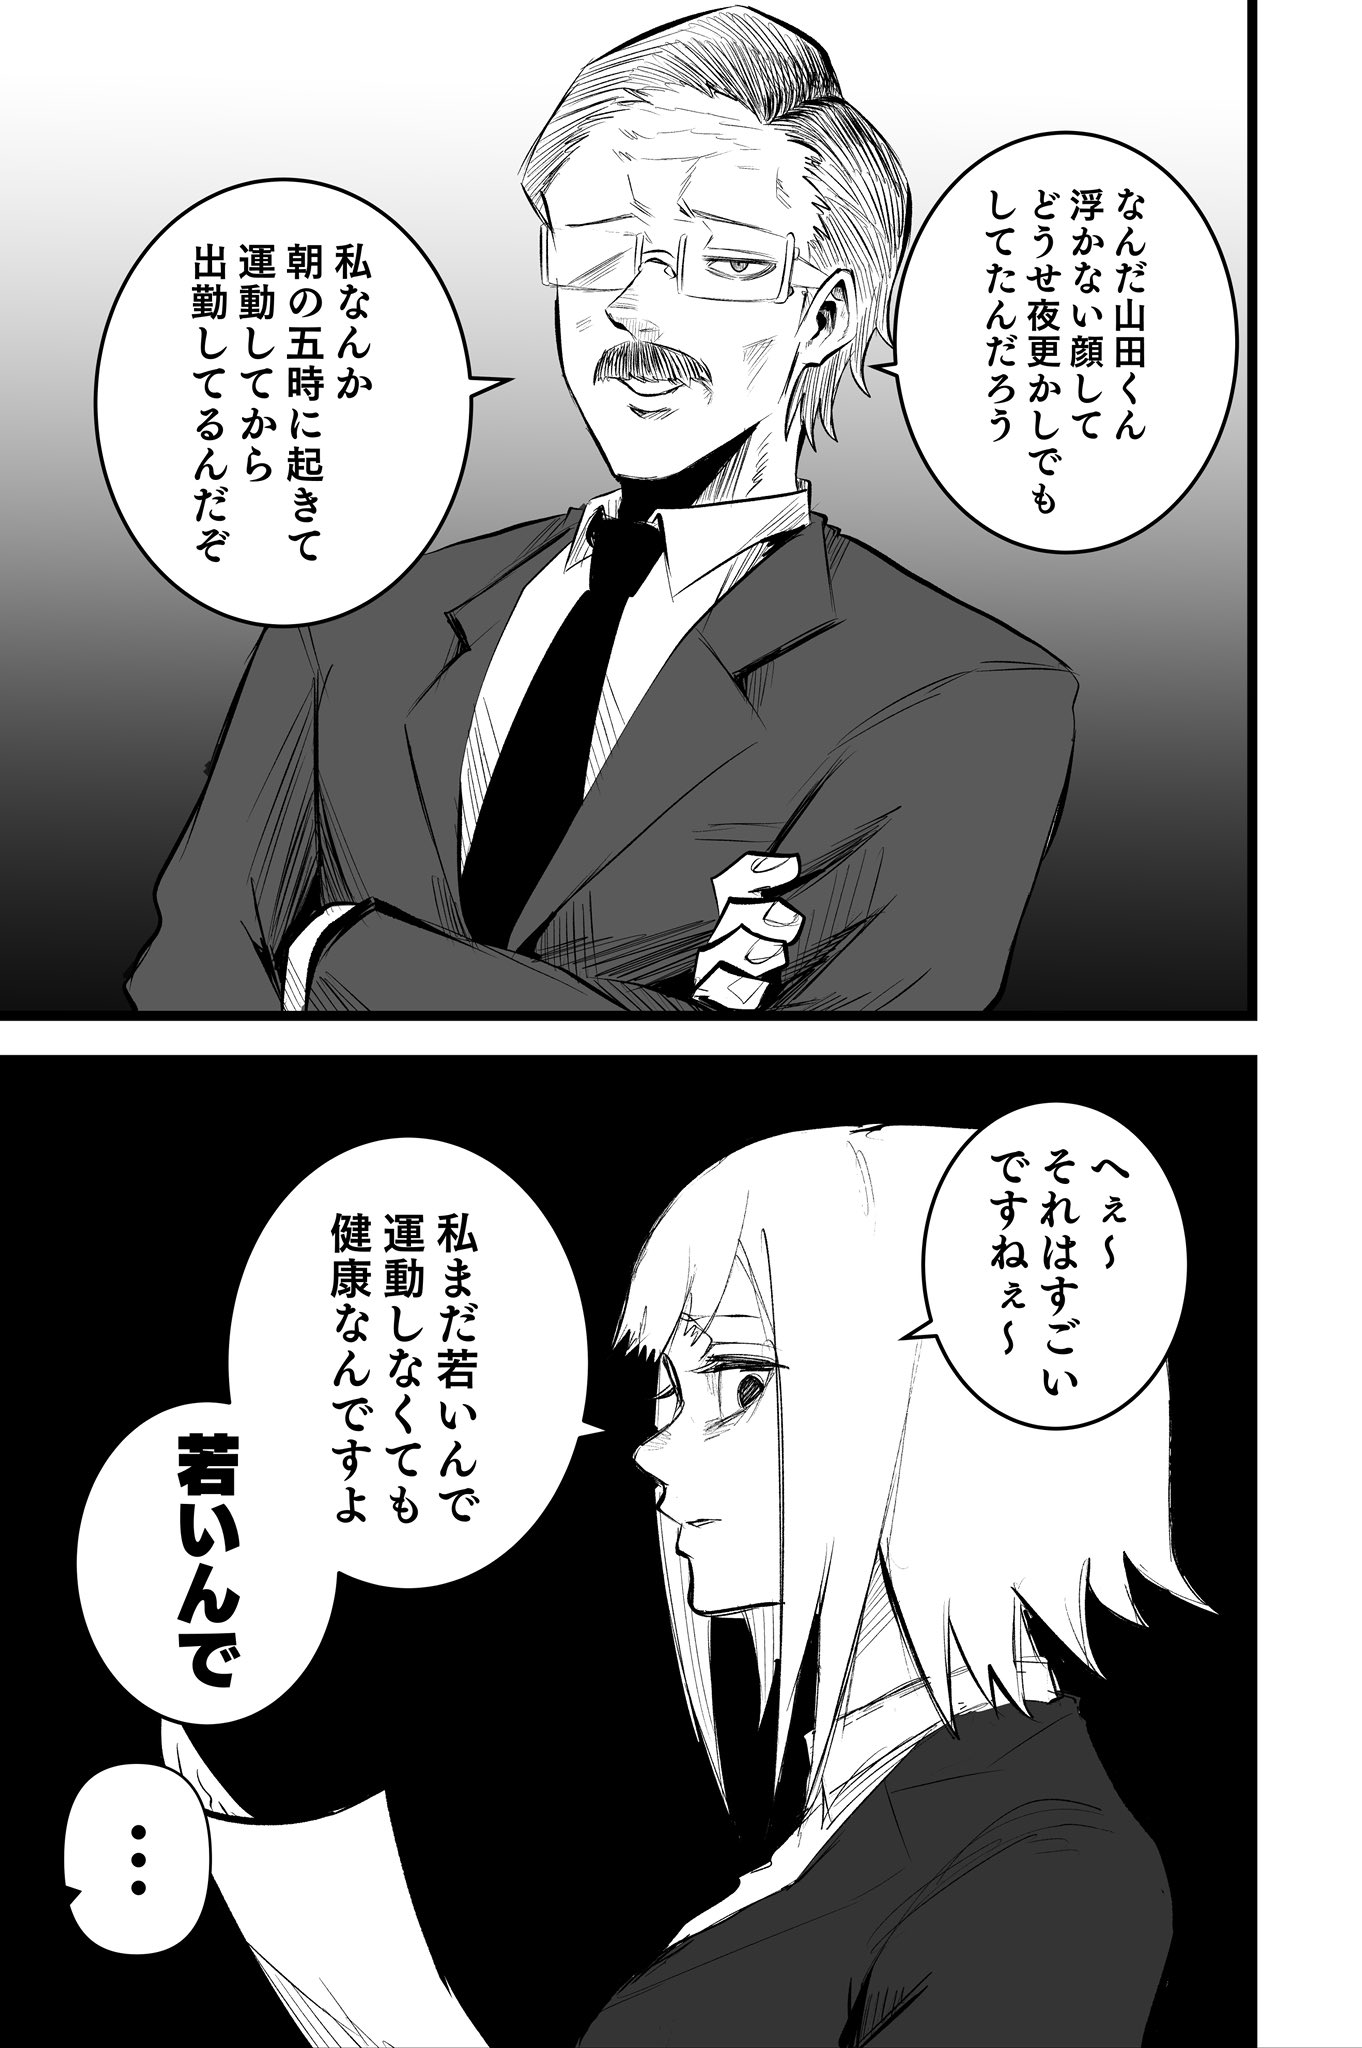 なんだ山田くん
浮かない顔して
どうせ夜更かしでも
してたんだろう
私なんか
朝の五時に起きて
運動してから
出勤してるんだぞ
へぇ〜
それはすごい
ですねぇ〜
私まだ若いんで
運動しなくても
健康なんですよ
若いんで
…